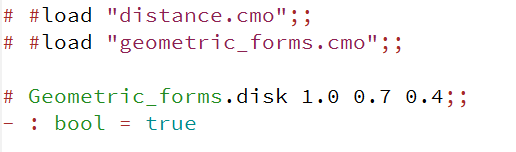 # #load "distance.cmo";;
# #load "geometric_forms.cmo";;
# Geometric_forms.disk 1.0 0.7 0.4;;
- : bool = true